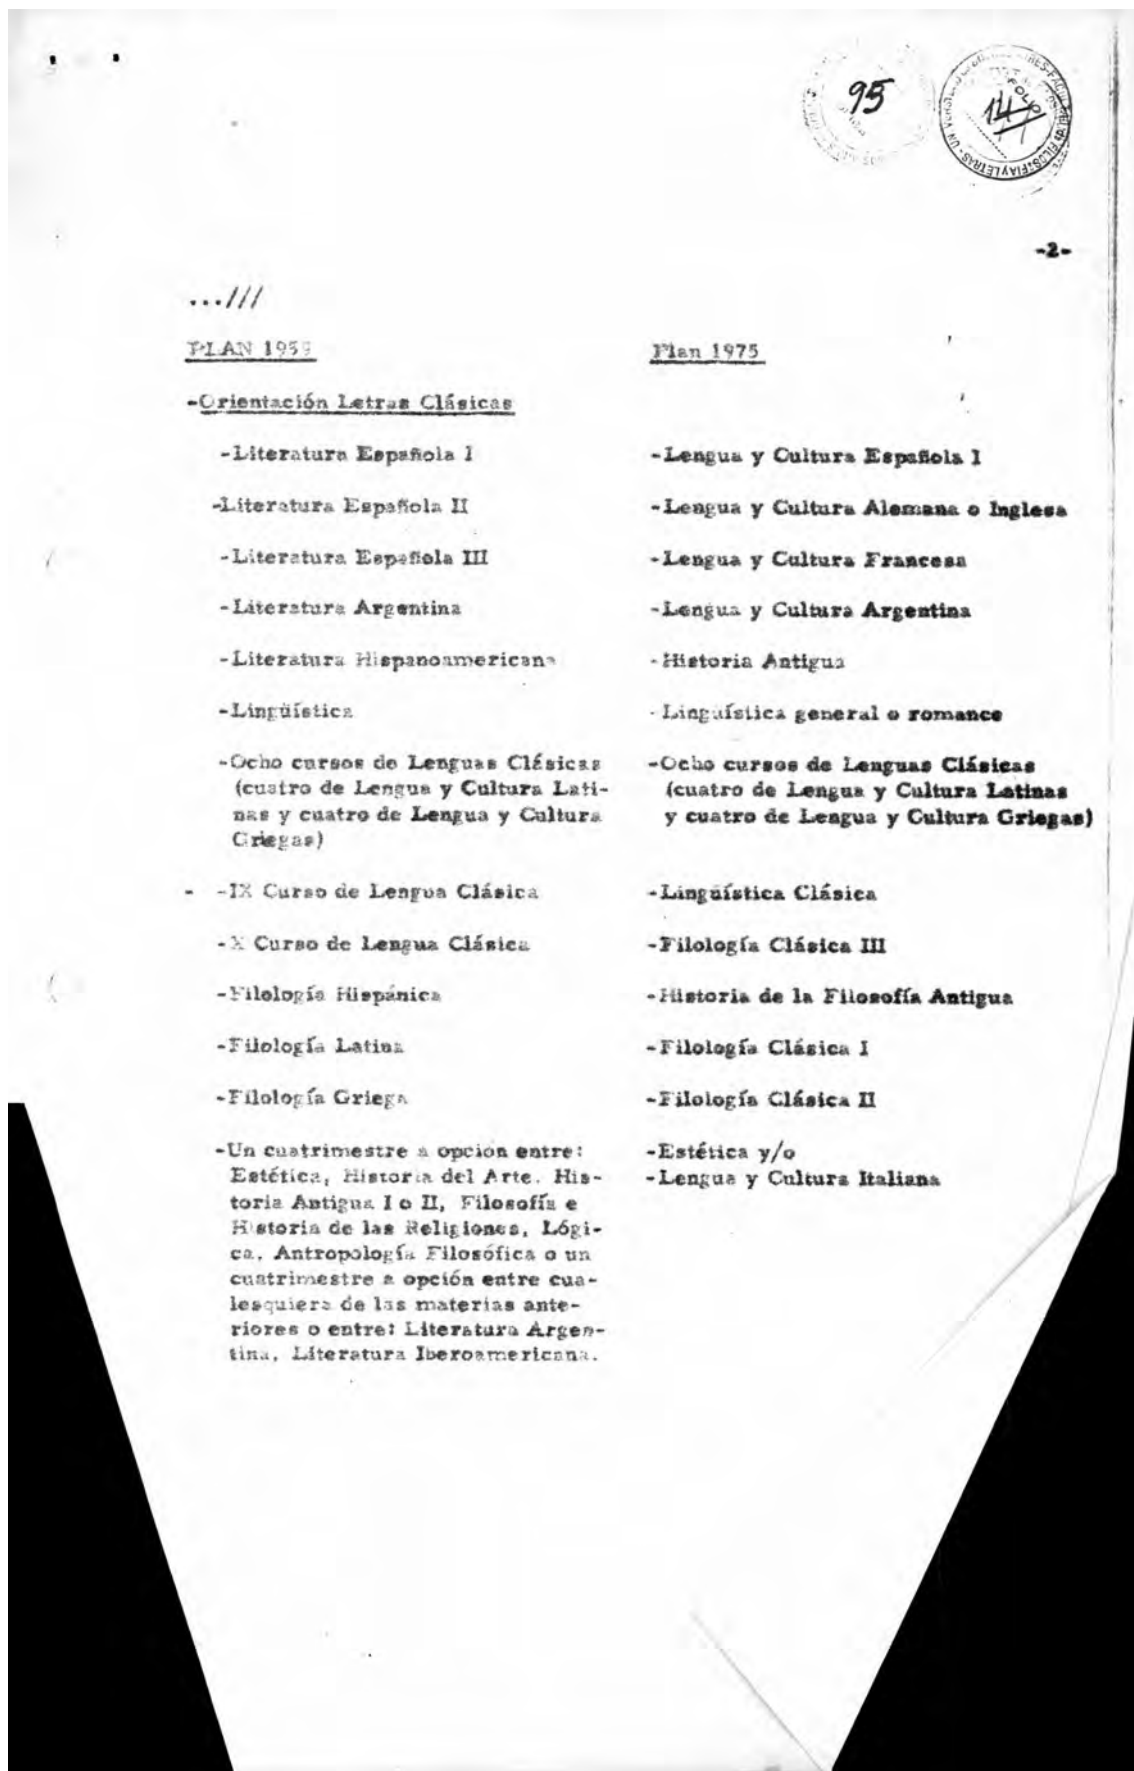 95
FOLIO
147
FILOSOFIA Y LETRAS
-2-
...///
PLAN 1959
Plan 1975
-Orientación Letras Clásicas
-Literatura Española I
-Lengua y Cultura Española I
-Literatura Española II
-Lengua y Cultura Alemana o Inglesa
-Literatura Española III
-Lengua y Cultura Francesa
-Literatura Argentina
-Lengua y Cultura Argentina
-Literatura Hispanoamericana
-Historia Antigua
-Lingüística
-Lingüística general o romance
-Ocho cursos de Lenguas Clásicas
(cuatro de Lengua y Cultura Lati-
nas y cuatro de Lengua y Cultura
Griegas)
-Ocho cursos de Lenguas Clásicas
(cuatro de Lengua y Cultura Latinas
y cuatro de Lengua y Cultura Griegas)
- -IX Curso de Lengua Clásica
-Lingüística Clásica
-X Curso de Lengua Clásica
-Filología Clásica III
-Filología Hispánica
-Historia de la Filosofía Antigua
-Filología Latina
-Filología Clásica I
-Filología Griega
-Filología Clásica II
-Un cuatrimestre a opción entre:
Estética, Historia del Arte. His-
toria Antigua I o II, Filosofía e
Historia de las Religiones, Lógi-
ca. Antropología Filosófica o un
cuatrimestre a opción entre cua-
lesquiera de las materias ante-
riores o entre: Literatura Argen-
tina, Literatura Iberoamericana.
-Estética y/o
-Lengua y Cultura Italiana